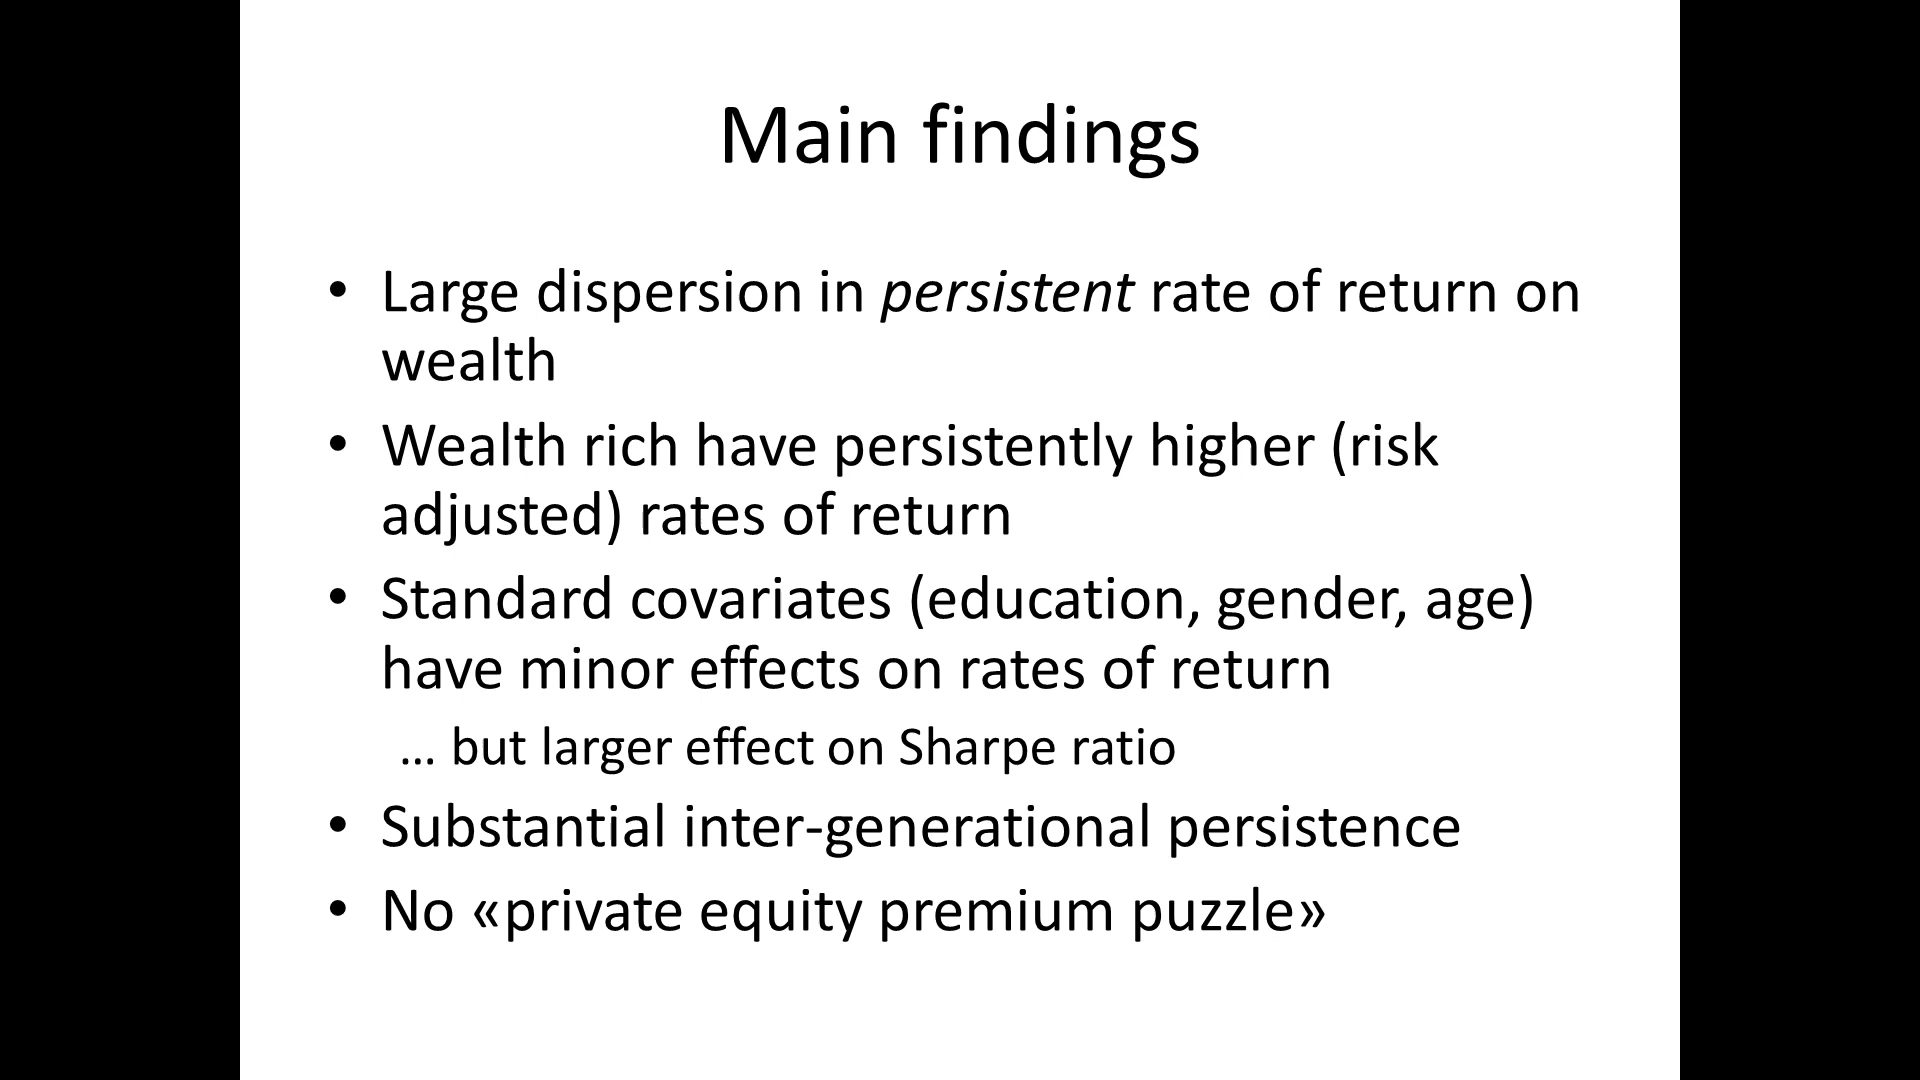 Main findings
• Large dispersion in persistent rate of return on
wealth
• Wealth rich have persistently higher (risk
adjusted) rates of return
• Standard covariates (education, gender, age)
have minor effects on rates of return
... but larger effect on Sharpe ratio
• Substantial inter-generational persistence
• No «private equity premium puzzle»